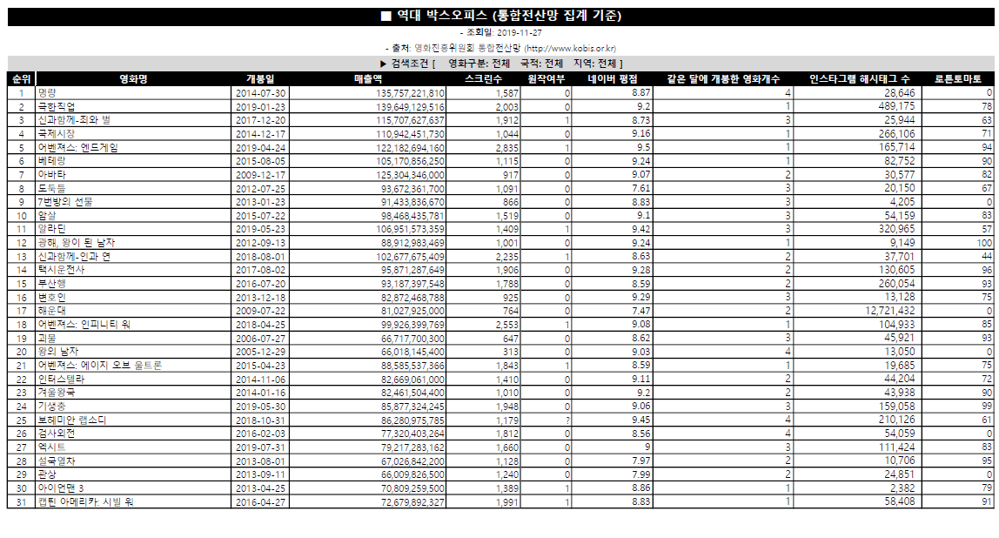 ■ 역대 박스오피스 (통합전산망 집계 기준)
- 조회일: 2019-11-27
- 출처: 영화진흥위원회 통합전산망 (http://www.kobis.or.kr)
▶ 검색조건 [ 영화구분: 전체 국적: 전체 지역: 전체 ]
순위 영화명 개봉일 매출액 스크린수 원작여부 네이버 평점 같은 달에 개봉한 영화개수 인스타그램 해시태그 수 로튼토마토
1 명량 2014-07-30 135,757,221,810 1,587 0 8.87 4 28,646 0
2 극한직업 2019-01-23 139,649,129,516 2,003 0 9.2 1 489,175 78
3 신과함께-죄와 벌 2017-12-20 115,707,627,637 1,912 1 8.73 3 25,944 63
4 국제시장 2014-12-17 110,942,451,730 1,044 0 9.16 1 266,106 71
5 어벤져스: 엔드게임 2019-04-24 122,182,694,160 2,835 1 9.5 1 165,714 94
6 베테랑 2015-08-05 105,170,856,250 1,115 0 9.24 1 82,752 90
7 아바타 2009-12-17 125,304,346,000 917 0 9.07 2 30,577 82
8 도둑들 2012-07-25 93,672,361,700 1,091 0 7.61 3 20,150 67
9 7번방의 선물 2013-01-23 91,433,836,670 866 0 8.83 3 4,205 0
10 암살 2015-07-22 98,468,435,781 1,519 0 9.1 3 54,159 83
11 알라딘 2019-05-23 106,951,573,359 1,409 1 9.42 3 320,965 57
12 광해, 왕이 된 남자 2012-09-13 88,912,983,469 1,001 0 9.24 1 9,149 100
13 신과함께-인과 연 2018-08-01 102,677,675,409 2,235 1 8.63 2 37,701 44
14 택시운전사 2017-08-02 95,871,287,649 1,906 0 9.28 2 130,605 96
15 부산행 2016-07-20 93,187,397,548 1,788 0 8.59 2 260,054 93
16 변호인 2013-12-18 82,872,468,788 925 0 9.29 3 13,128 75
17 해운대 2009-07-22 81,027,925,000 764 0 7.47 2 12,721,432 0
18 어벤져스: 인피니티 워 2018-04-25 99,926,399,769 2,553 1 9.08 1 104,933 85
19 괴물 2006-07-27 66,717,700,300 647 0 8.62 3 45,921 93
20 왕의 남자 2005-12-29 66,018,145,400 313 0 9.03 4 13,050 0
21 어벤져스: 에이지 오브 울트론 2015-04-23 88,585,537,366 1,843 1 8.59 1 19,685 75
22 인터스텔라 2014-11-06 82,669,061,000 1,410 0 9.11 2 44,204 72
23 겨울왕국 2014-01-16 82,461,504,400 1,010 0 9.2 2 43,938 90
24 기생충 2019-05-30 85,877,324,245 1,948 0 9.06 3 159,058 99
25 보헤미안 랩소디 2018-10-31 86,280,975,785 1,179 ? 9.45 4 210,126 61
26 검사외전 2016-02-03 77,320,403,264 1,812 0 8.56 4 54,059 0
27 엑시트 2019-07-31 79,217,283,162 1,660 0 9 3 111,424 83
28 설국열차 2013-08-01 67,026,842,200 1,128 0 7.97 2 10,706 95
29 관상 2013-09-11 66,009,826,500 1,240 0 7.99 2 24,851 0
30 아이언맨 3 2013-04-25 70,809,259,500 1,389 1 8.86 1 2,382 79
31 캡틴 아메리카: 시빌 워 2016-04-27 72,679,892,327 1,991 1 8.83 1 58,408 91